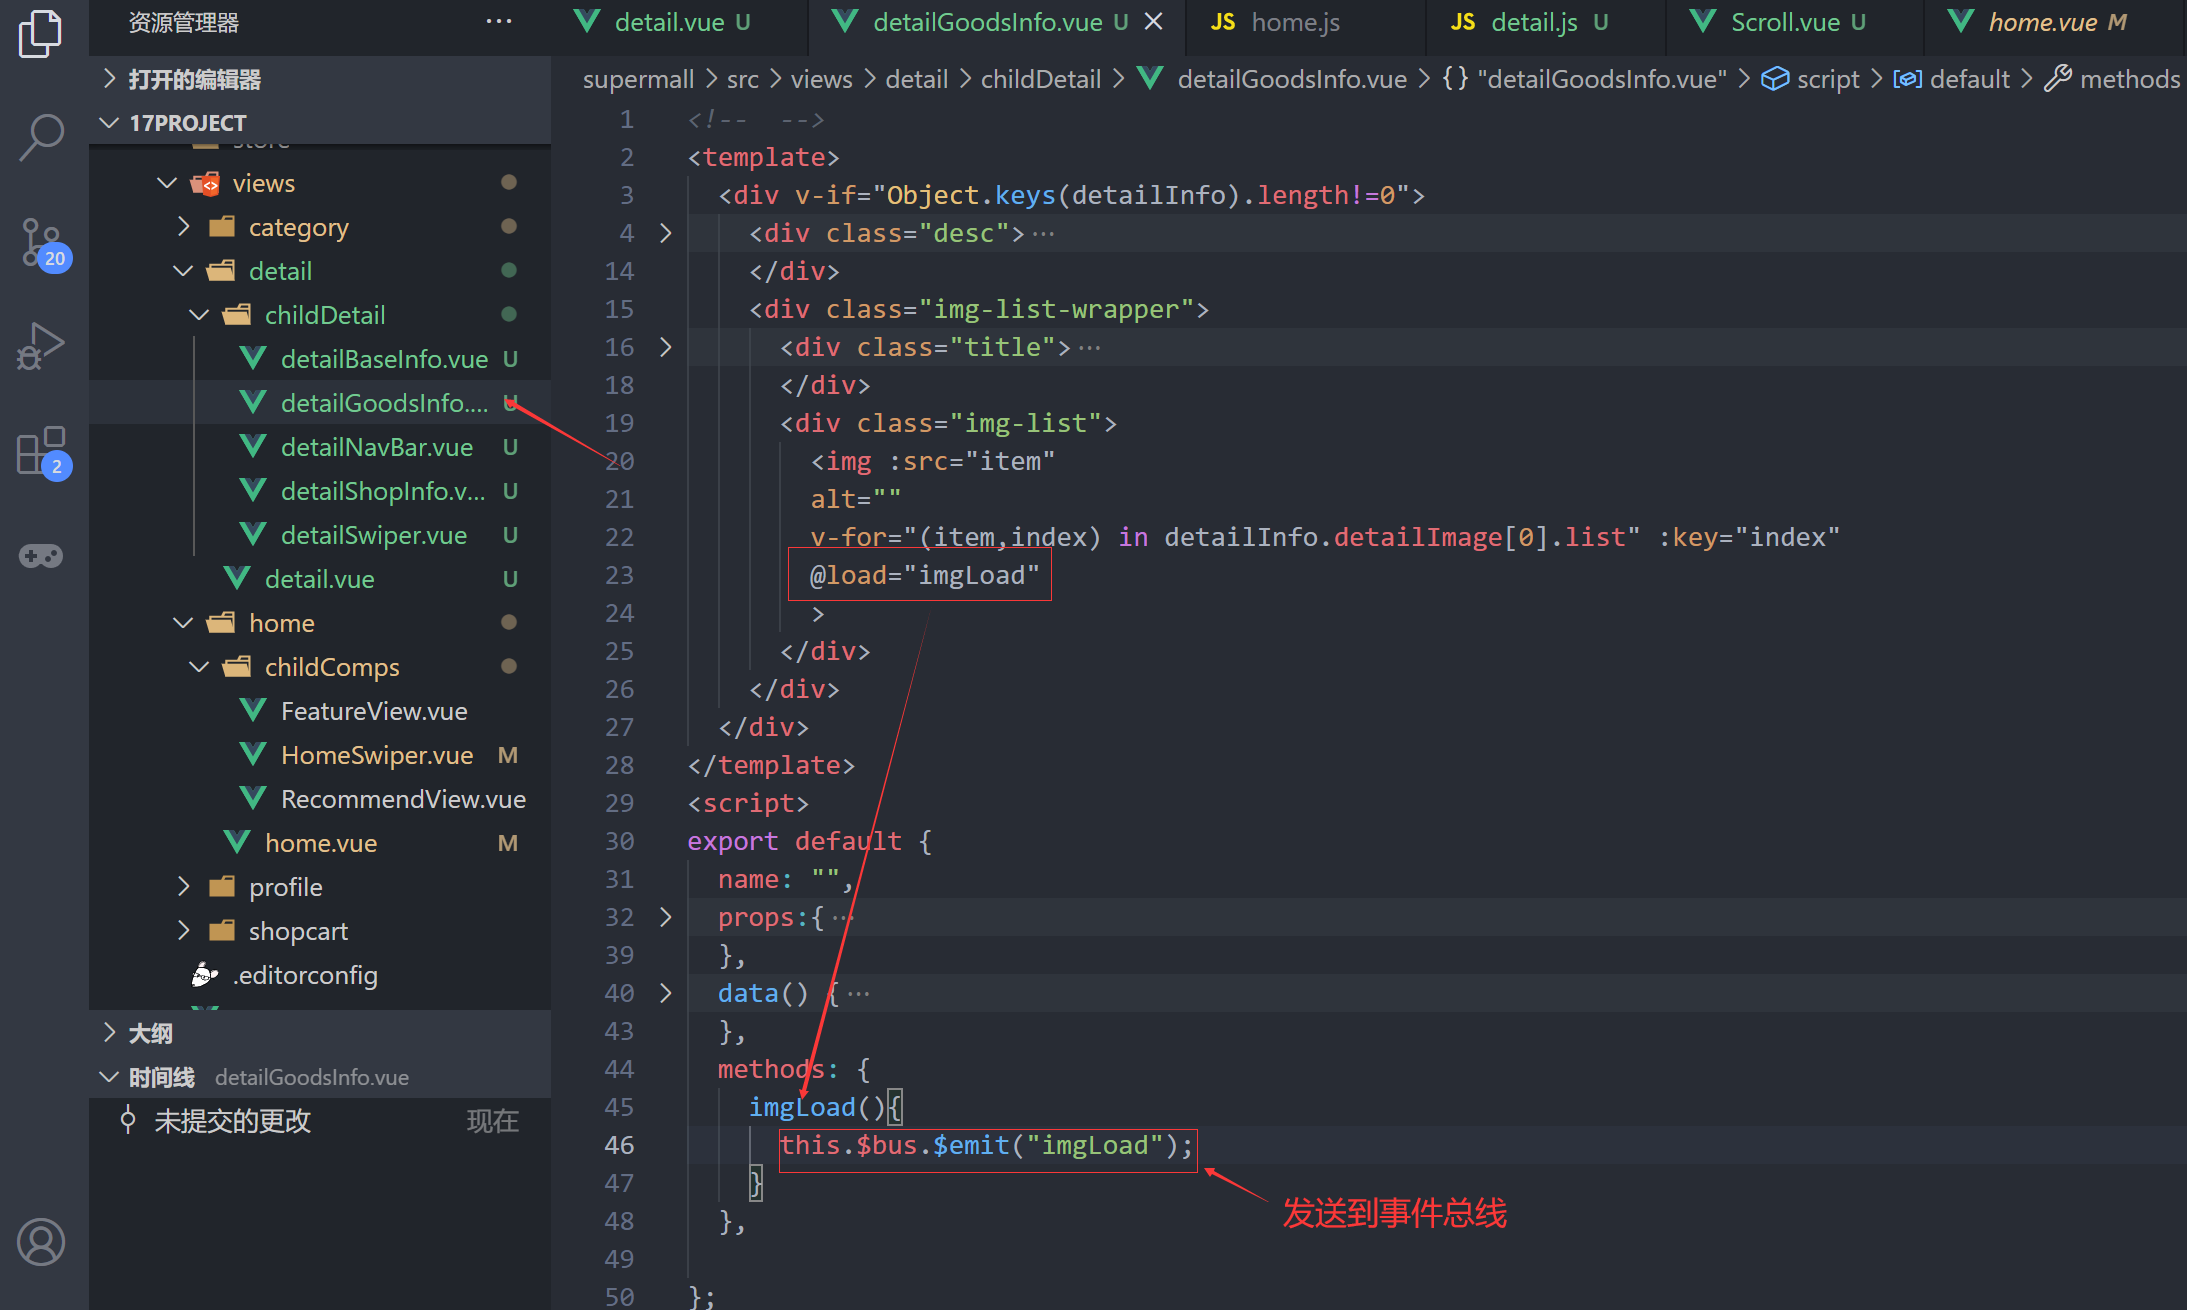 资源管理器 ···
detail.vue U
detailGoodsInfo.vue U
JS home.js
JS detail.js U
Scroll.vue U
home.vue M
supermall > src > views > detail > childDetail > detailGoodsInfo.vue > {} "detailGoodsInfo.vue" > script > default > methods
打开的编辑器
17PROJECT
store
views
category
detail
childDetail
detailBaseInfo.vue U
detailGoodsInfo.... U
detailNavBar.vue U
detailShopInfo.v... U
detailSwiper.vue U
detail.vue U
home
childComps
FeatureView.vue
HomeSwiper.vue M
RecommendView.vue
home.vue M
profile
shopcart
.editorconfig
大纲
时间线 detailGoodsInfo.vue
未提交的更改 现在
20
2
1 <!--  -->
2 <template>
3 <div v-if="Object.keys(detailInfo).length!=0">
4 <div class="desc">···
14 </div>
15 <div class="img-list-wrapper">
16 <div class="title">···
18 </div>
19 <div class="img-list">
20 <img :src="item"
21 alt=""
22 v-for="(item,index) in detailInfo.detailImage[0].list" :key="index"
23 @load="imgLoad"
24 >
25 </div>
26 </div>
27 </div>
28 </template>
29 <script>
30 export default {
31 name: "",
32 props:{···
39 },
40 data() {···
43 },
44 methods: {
45 imgLoad(){
46 this.$bus.$emit("imgLoad");
47 }
48 },
49
50 };
发送到事件总线